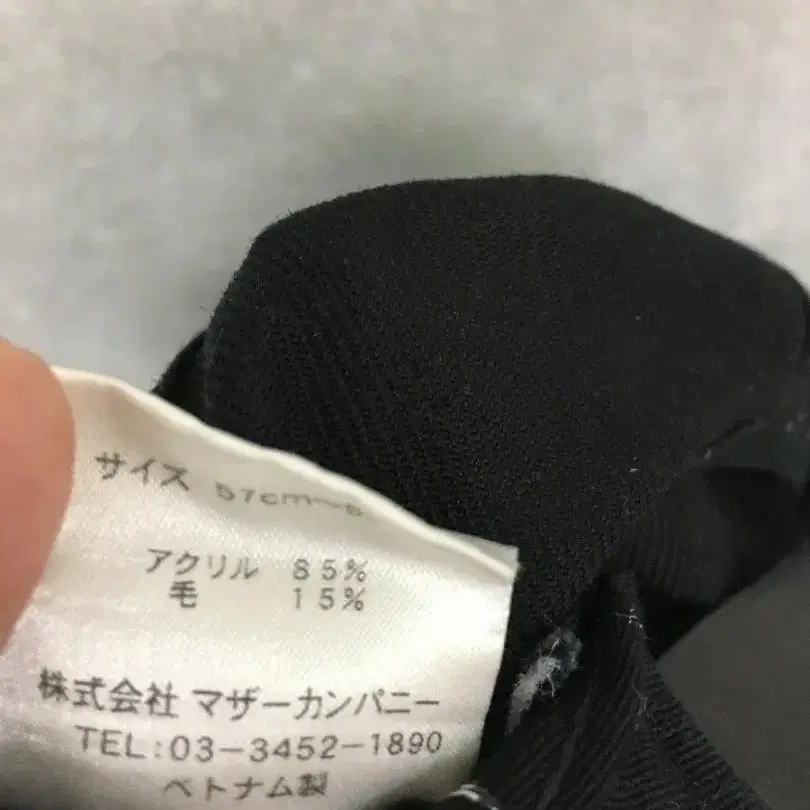 サイズ 57cm〜
アクリル 85%
毛 15%
株式会社 マザーカンパニー
TEL:03-3452-1890
ベトナム製